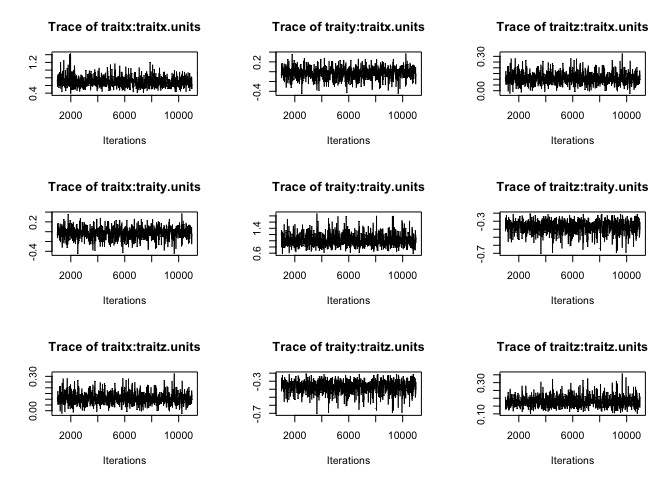 Trace of traitx:traitx.units
0.4 1.2
2000 6000 10000
Iterations
Trace of traity:traitx.units
-0.4 0.2
2000 6000 10000
Iterations
Trace of traitz:traitx.units
0.00 0.30
2000 6000 10000
Iterations
Trace of traitx:traity.units
-0.4 0.2
2000 6000 10000
Iterations
Trace of traity:traity.units
0.6 1.4
2000 6000 10000
Iterations
Trace of traitz:traity.units
-0.7 -0.3
2000 6000 10000
Iterations
Trace of traitx:traitz.units
0.00 0.30
2000 6000 10000
Iterations
Trace of traity:traitz.units
-0.7 -0.3
2000 6000 10000
Iterations
Trace of traitz:traitz.units
0.10 0.30
2000 6000 10000
Iterations